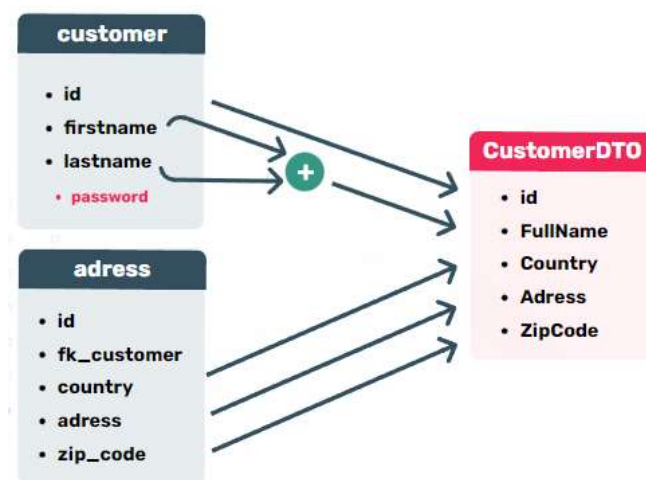 customer
• id
• firstname
• lastname
• password
+
adress
• id
• fk_customer
• country
• adress
• zip_code
CustomerDTO
• id
• FullName
• Country
• Adress
• ZipCode